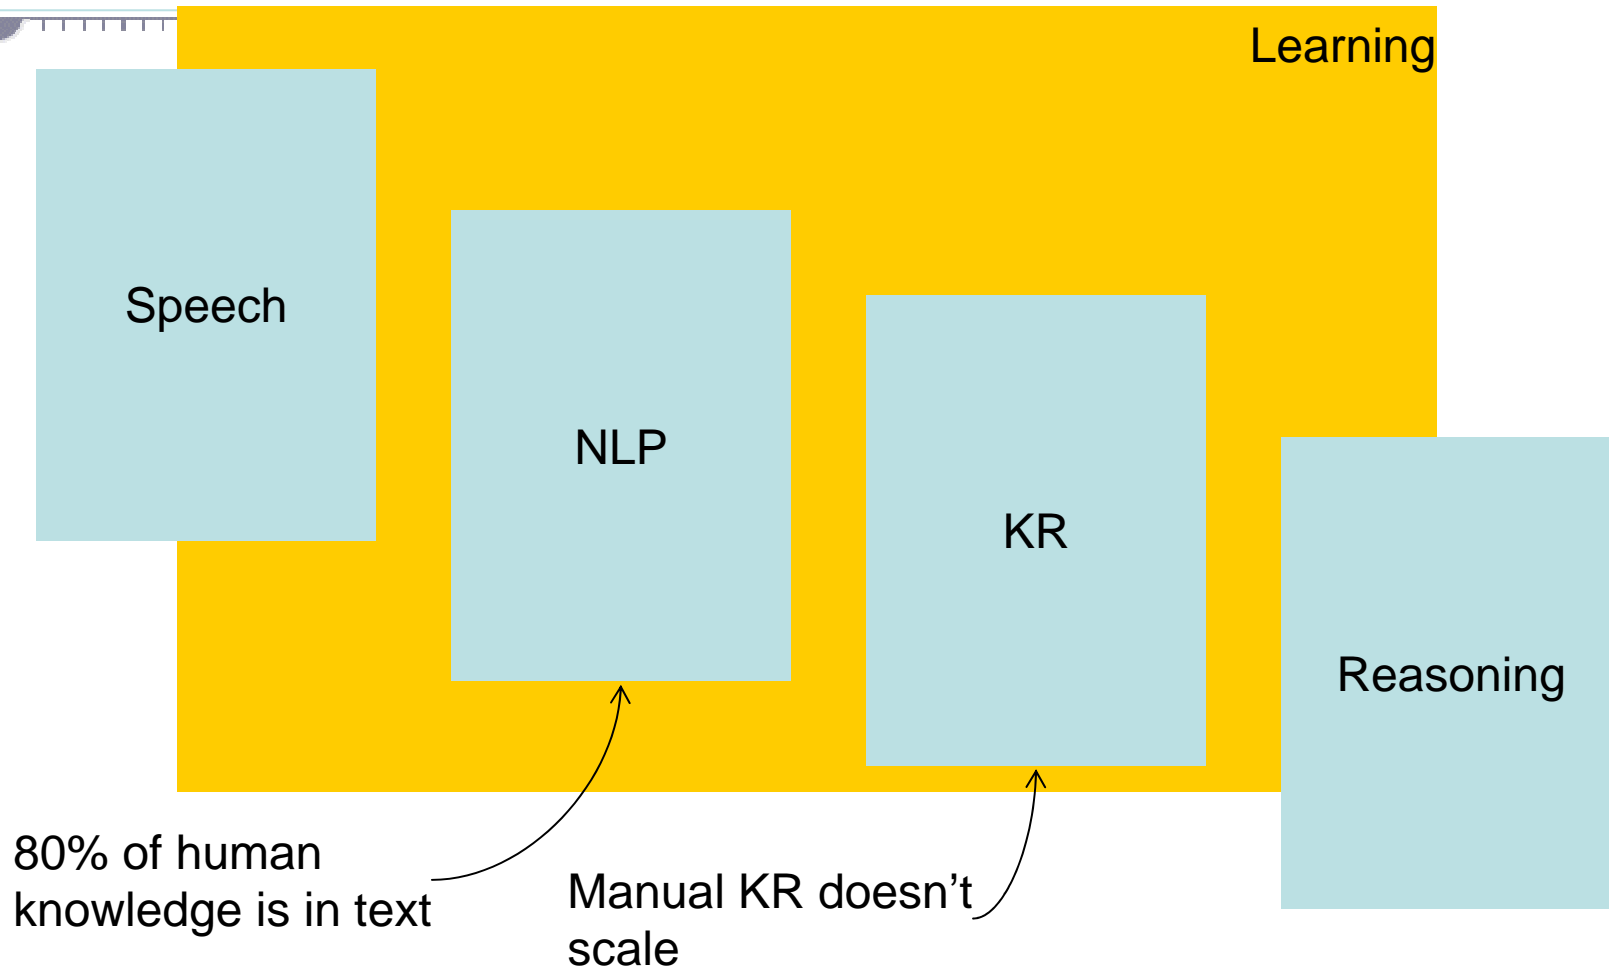 Learning
Speech
NLP
KR
Reasoning
80% of human
knowledge is in text
Manual KR doesn’t
scale